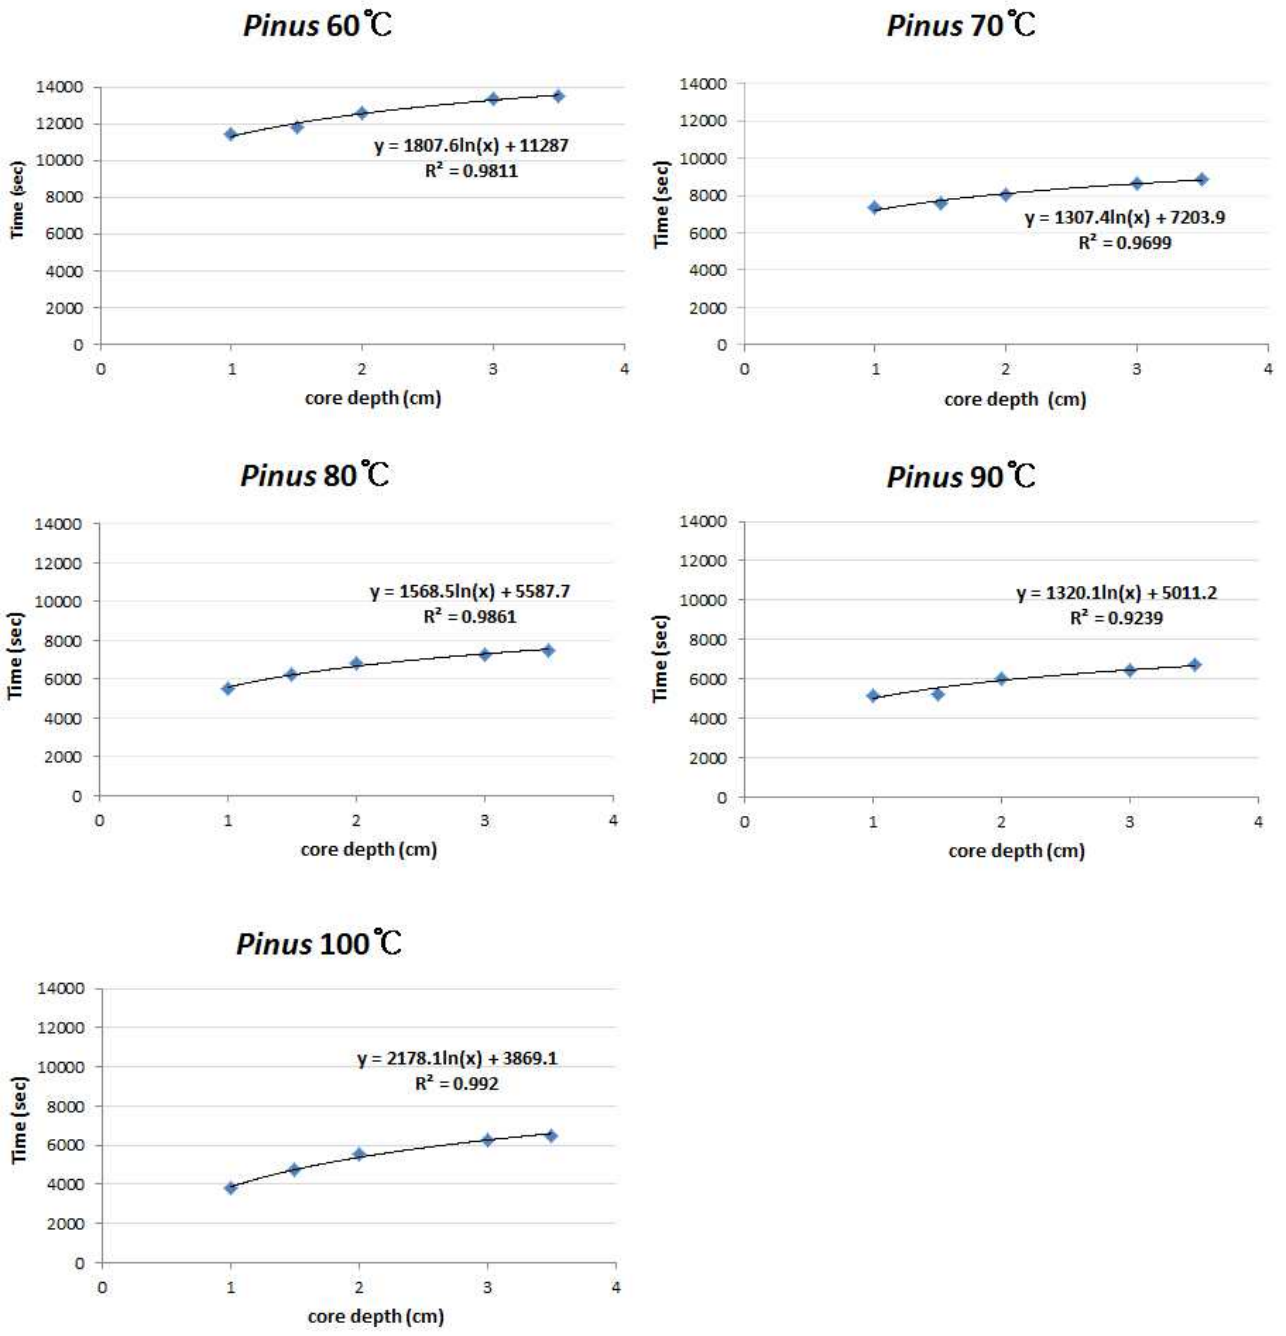 Pinus 60℃
14000
12000
10000
8000
6000
4000
2000
0
Time (sec)
y = 1807.6ln(x) + 11287
R² = 0.9811
0 1 2 3 4
core depth (cm)
Pinus 70℃
14000
12000
10000
8000
6000
4000
2000
0
Time (sec)
y = 1307.4ln(x) + 7203.9
R² = 0.9699
0 1 2 3 4
core depth (cm)
Pinus 80℃
14000
12000
10000
8000
6000
4000
2000
0
Time (sec)
y = 1568.5ln(x) + 5587.7
R² = 0.9861
0 1 2 3 4
core depth (cm)
Pinus 90℃
14000
12000
10000
8000
6000
4000
2000
0
Time (sec)
y = 1320.1ln(x) + 5011.2
R² = 0.9239
0 1 2 3 4
core depth (cm)
Pinus 100℃
14000
12000
10000
8000
6000
4000
2000
0
Time (sec)
y = 2178.1ln(x) + 3869.1
R² = 0.992
0 1 2 3 4
core depth (cm)